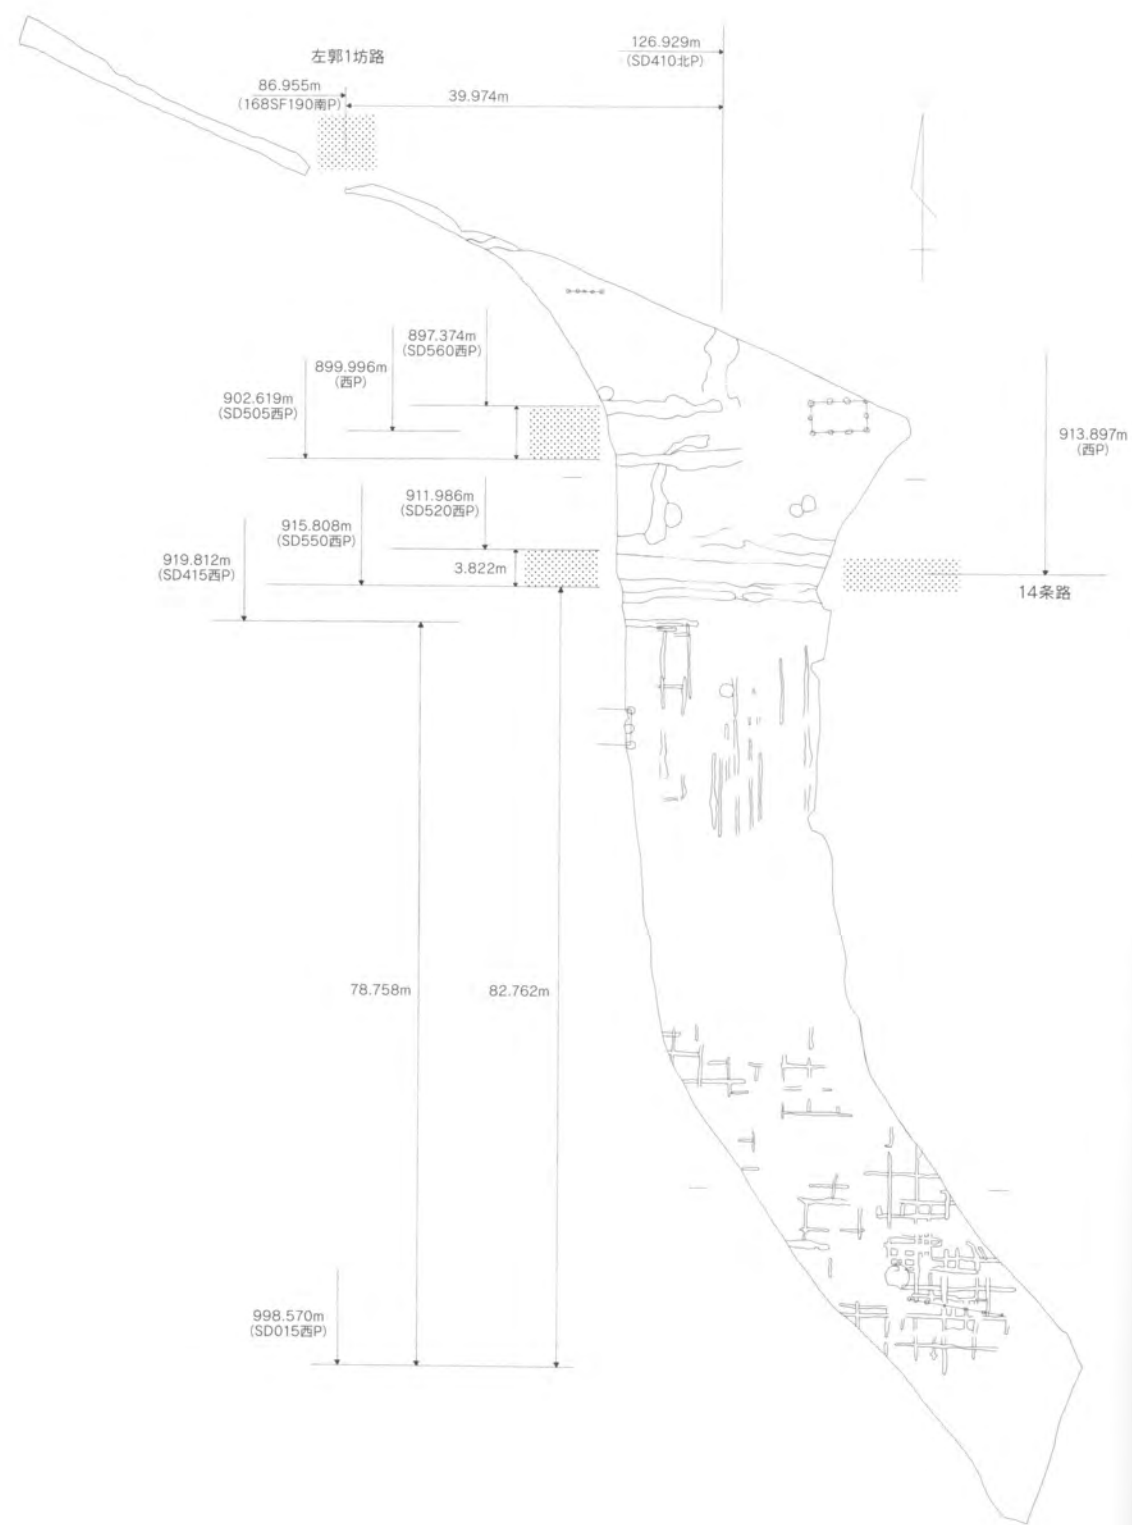 左郭1坊路
86.955m
(168SF190南P)
39.974m
126.929m
(SD410北P)
897.374m
(SD560西P)
899.996m
(西P)
902.619m
(SD505西P)
913.897m
(西P)
911.986m
(SD520西P)
915.808m
(SD550西P)
919.812m
(SD415西P)
3.822m
14条路
78.758m
82.762m
998.570m
(SD015西P)